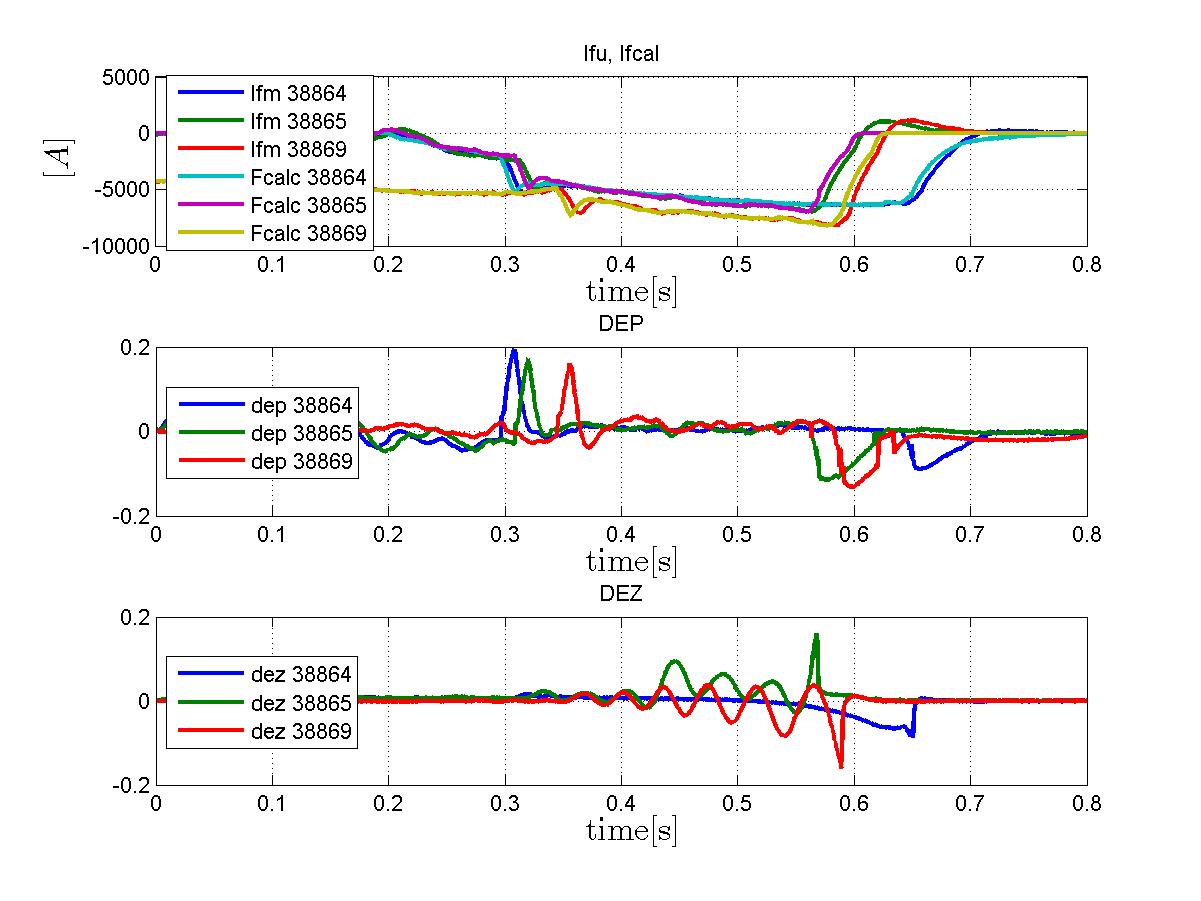 Ifu, Ifcal
5000
0
-5000
-10000
[A]
Ifm 38864
Ifm 38865
Ifm 38869
Fcalc 38864
Fcalc 38865
Fcalc 38869
0 0.1 0.2 0.3 0.4 0.5 0.6 0.7 0.8
time[s]
DEP
0.2
0
-0.2
dep 38864
dep 38865
dep 38869
0 0.1 0.2 0.3 0.4 0.5 0.6 0.7 0.8
time[s]
DEZ
0.2
0
-0.2
dez 38864
dez 38865
dez 38869
0 0.1 0.2 0.3 0.4 0.5 0.6 0.7 0.8
time[s]